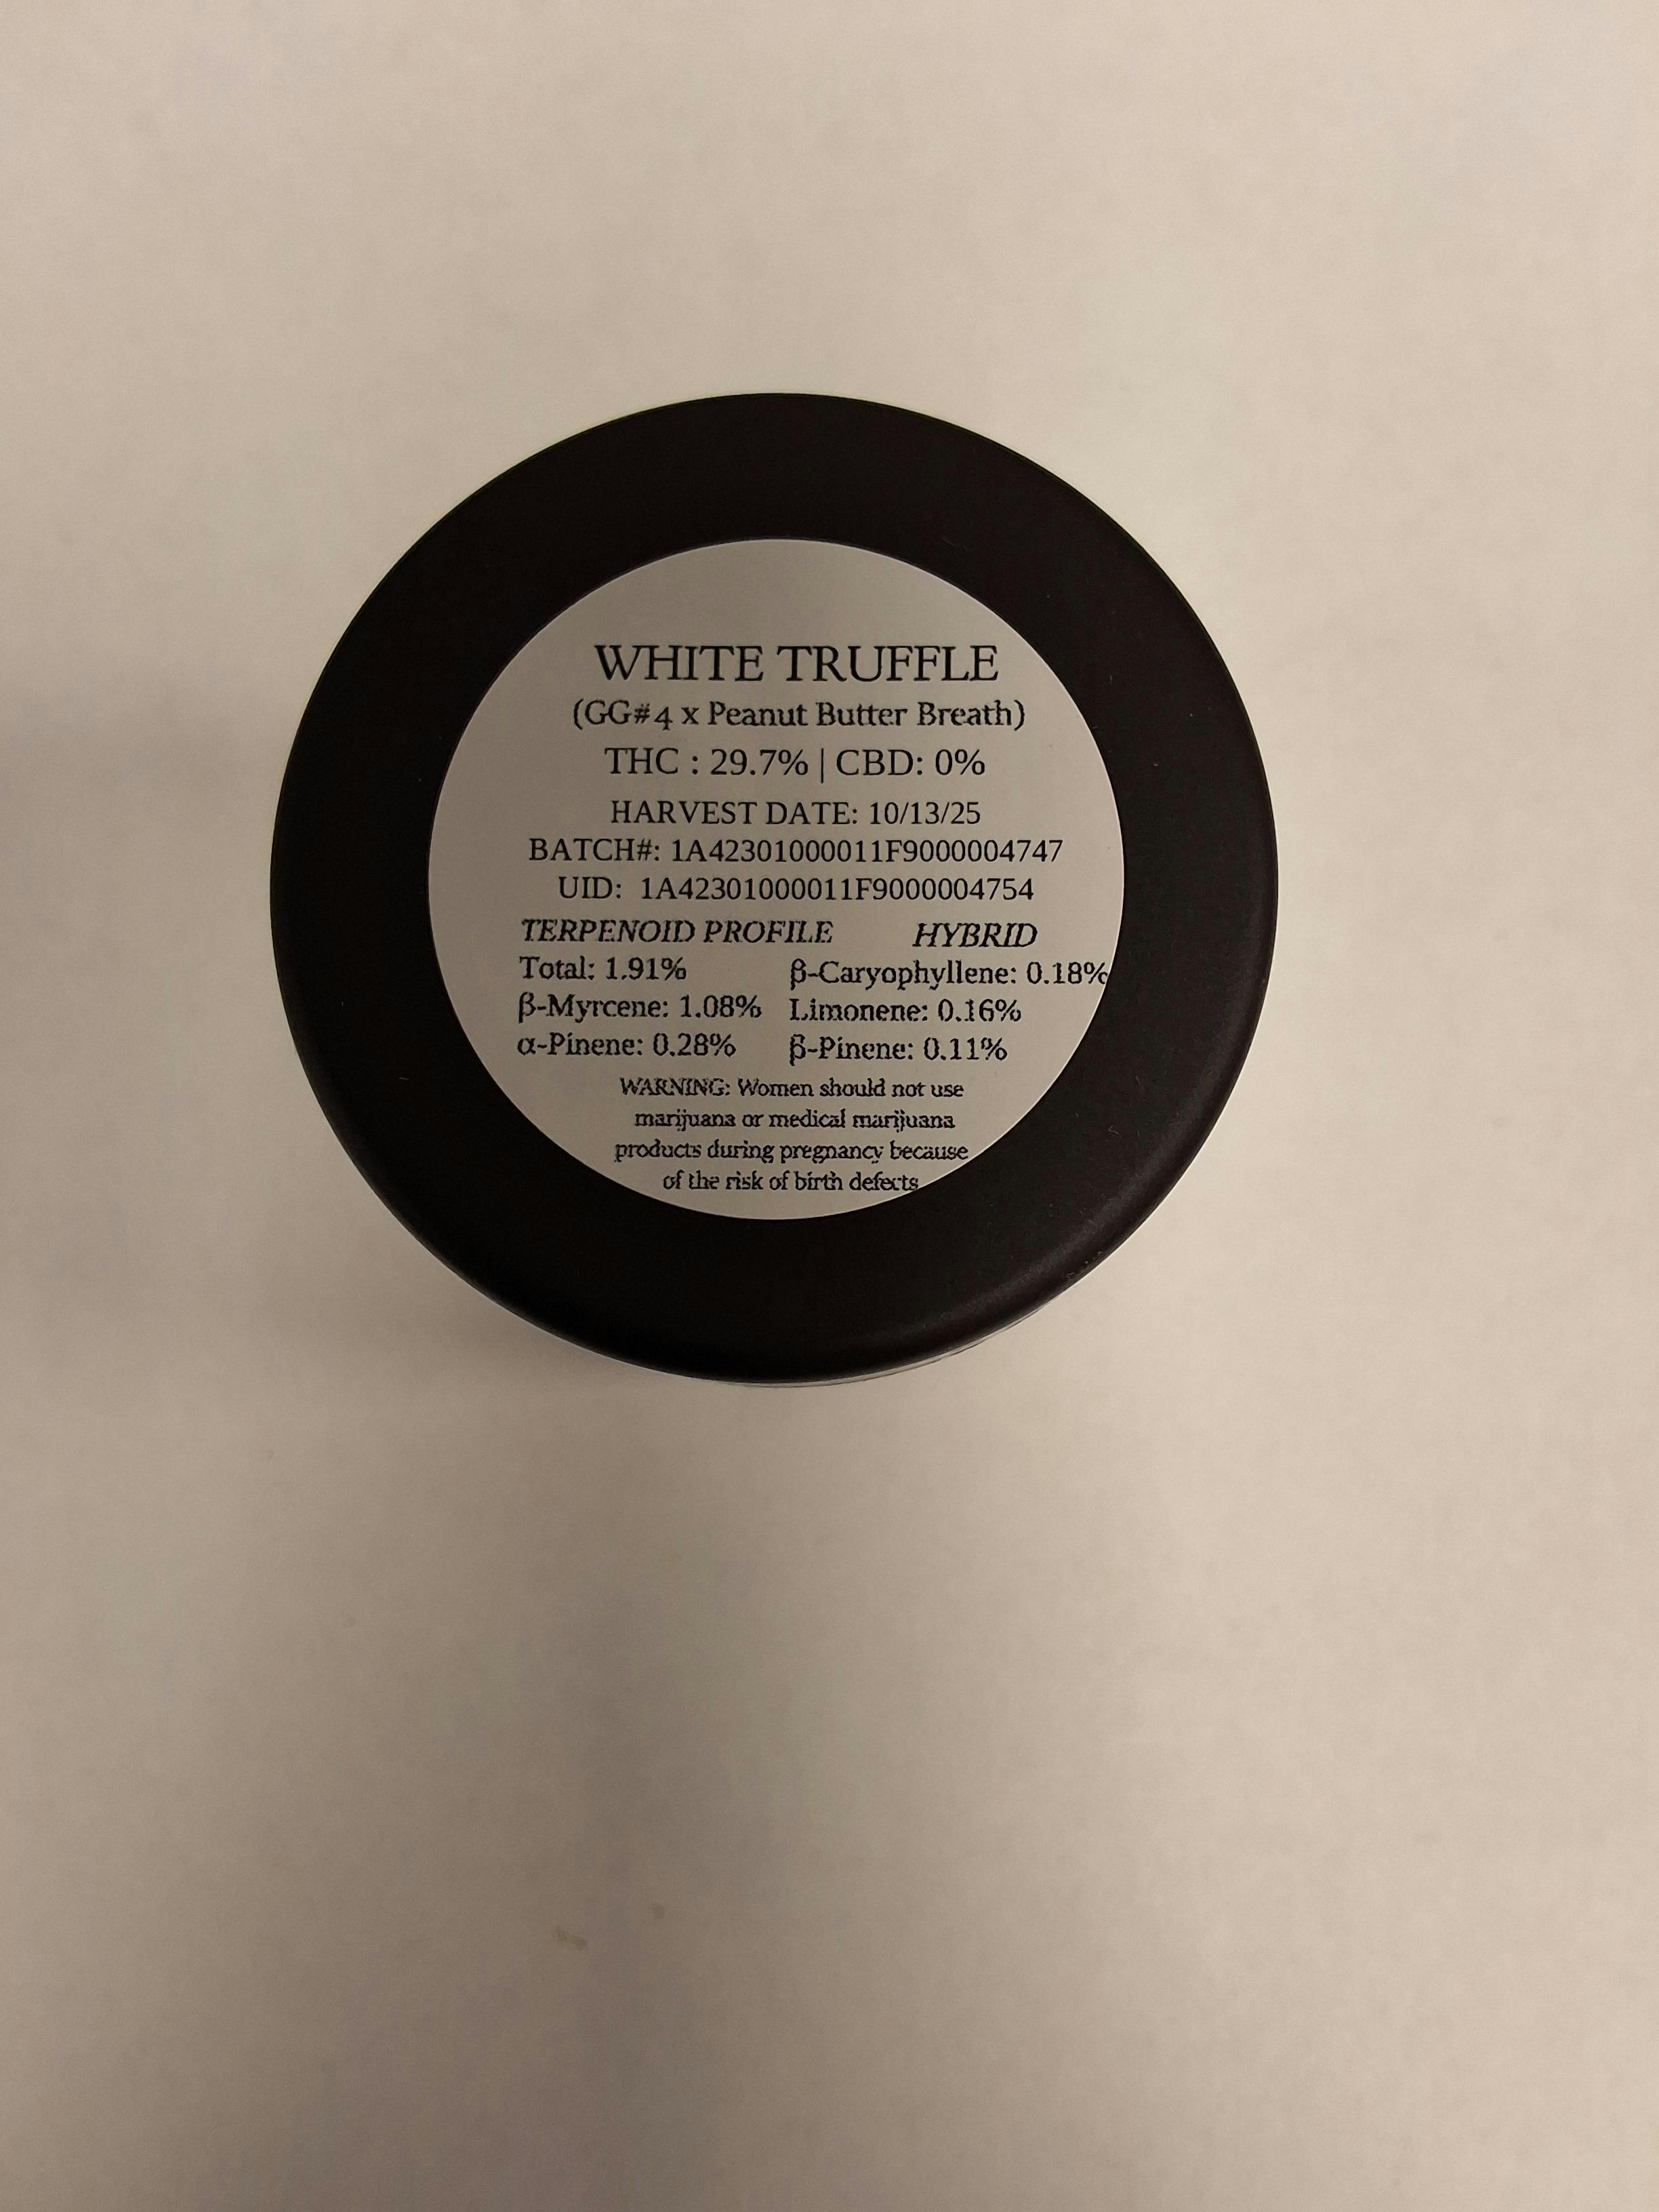 WHITE TRUFFLE
(GG#4 x Peanut Butter Breath)
THC : 29.7% | CBD: 0%
HARVEST DATE: 10/13/25
BATCH#: 1A42301000011F9000004747
UID: 1A42301000011F9000004754
TERPENOID PROFILE HYBRID
Total: 1.91% β-Caryophyllene: 0.18%
β-Myrcene: 1.08% Limonene: 0.16%
α-Pinene: 0.28% β-Pinene: 0.11%
WARNING: Women should not use
marijuana or medical marijuana
products during pregnancy because
of the risk of birth defects